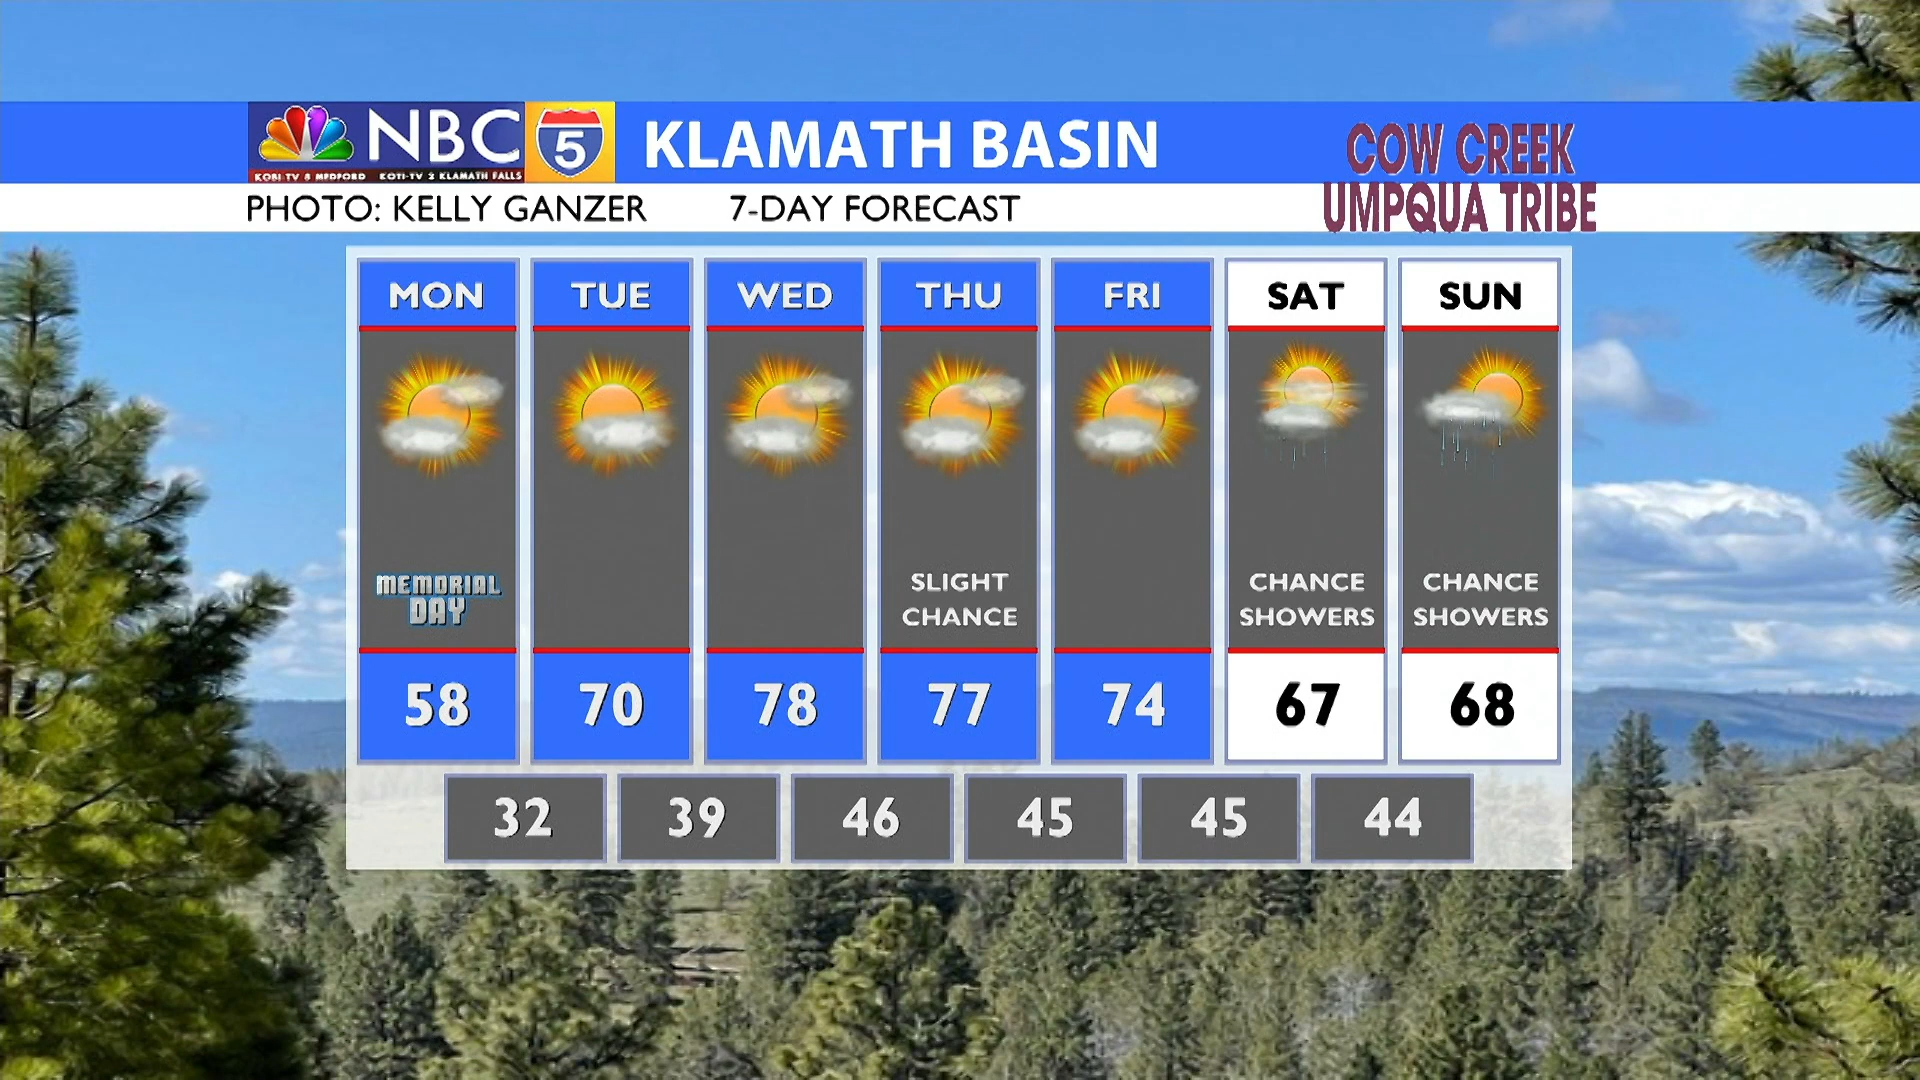 NBC 5
KOBI-TV 5 MEDFORD KOTI-TV 2 KLAMATH FALLS
KLAMATH BASIN
COW CREEK
UMPQUA TRIBE
PHOTO: KELLY GANZER
7-DAY FORECAST
MON TUE WED THU FRI SAT SUN
MEMORIAL
DAY
SLIGHT
CHANCE
CHANCE
SHOWERS
CHANCE
SHOWERS
58 70 78 77 74 67 68
32 39 46 45 45 44